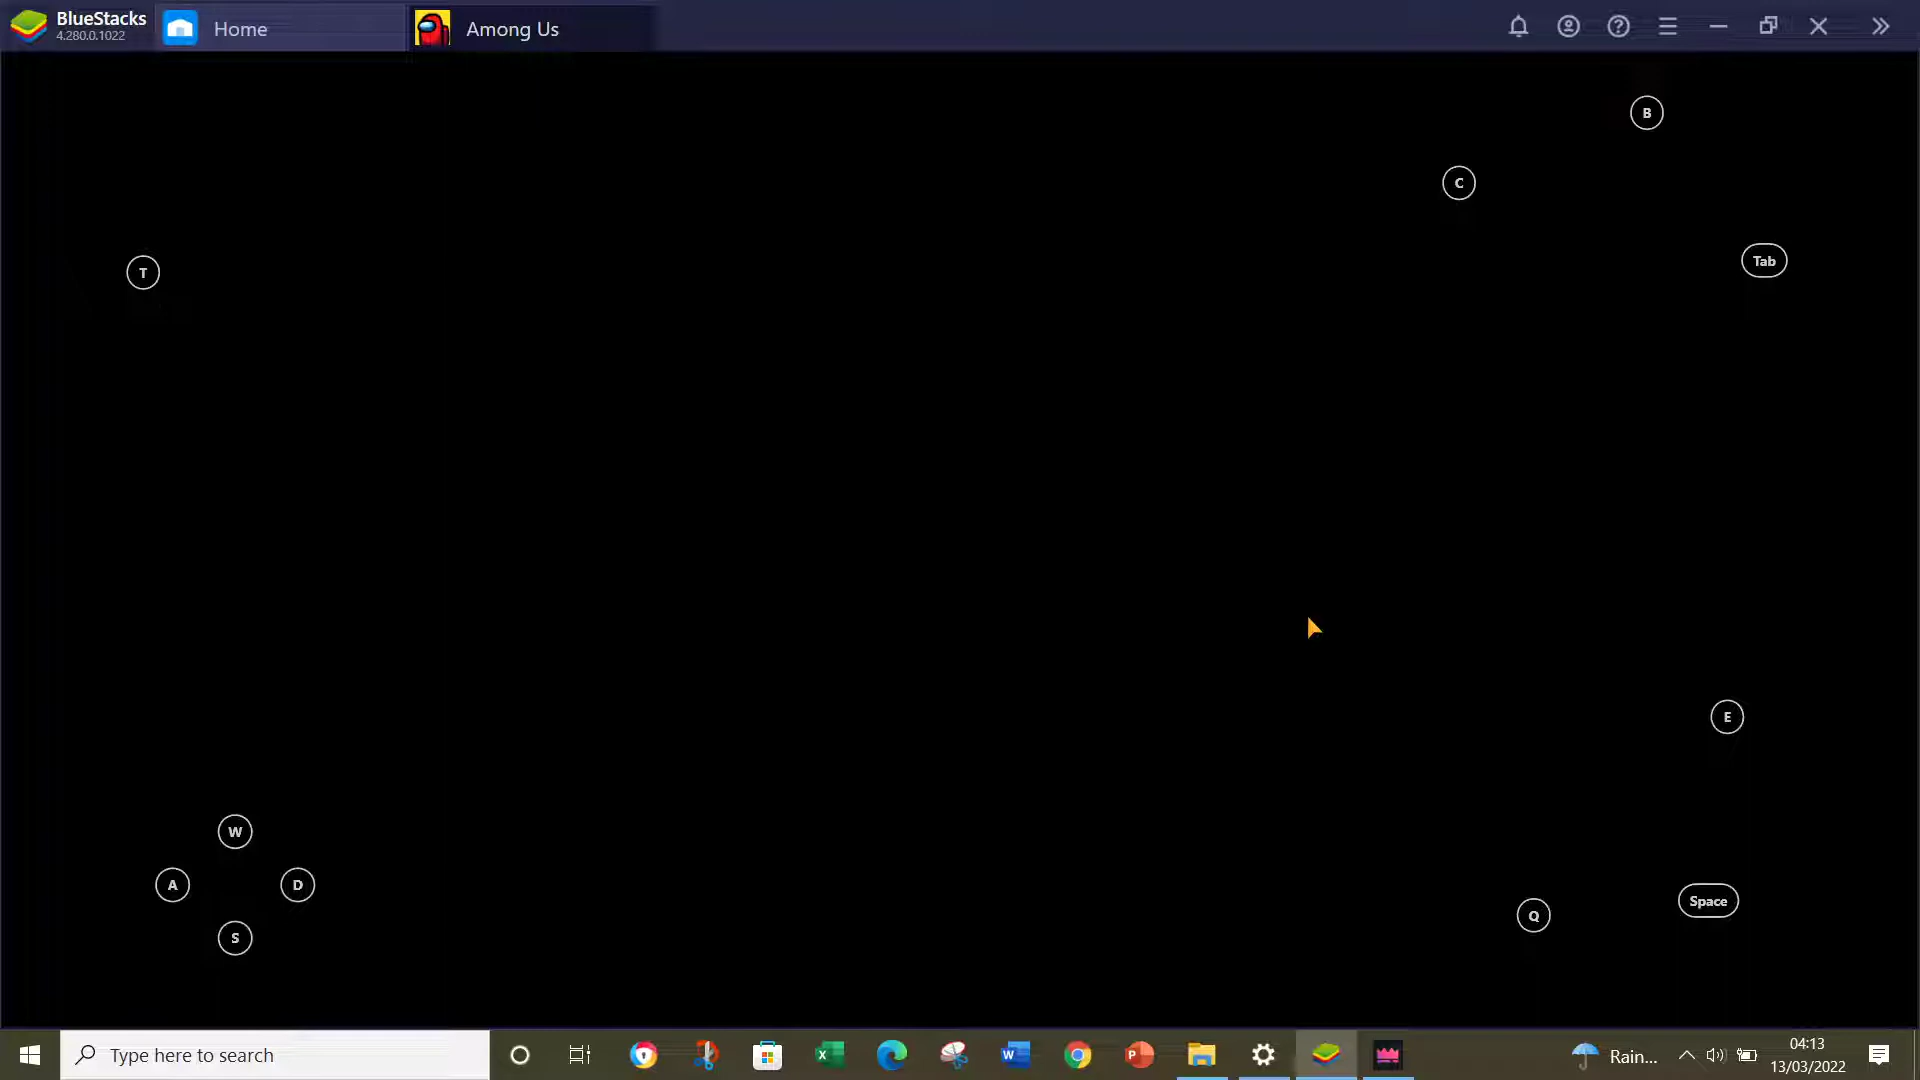 BlueStacks
4.280.0.1022
Home
Among Us
B
C
T
Tab
E
W
A
D
S
Q
Space
Type here to search
Rain...
04:13
13/03/2022